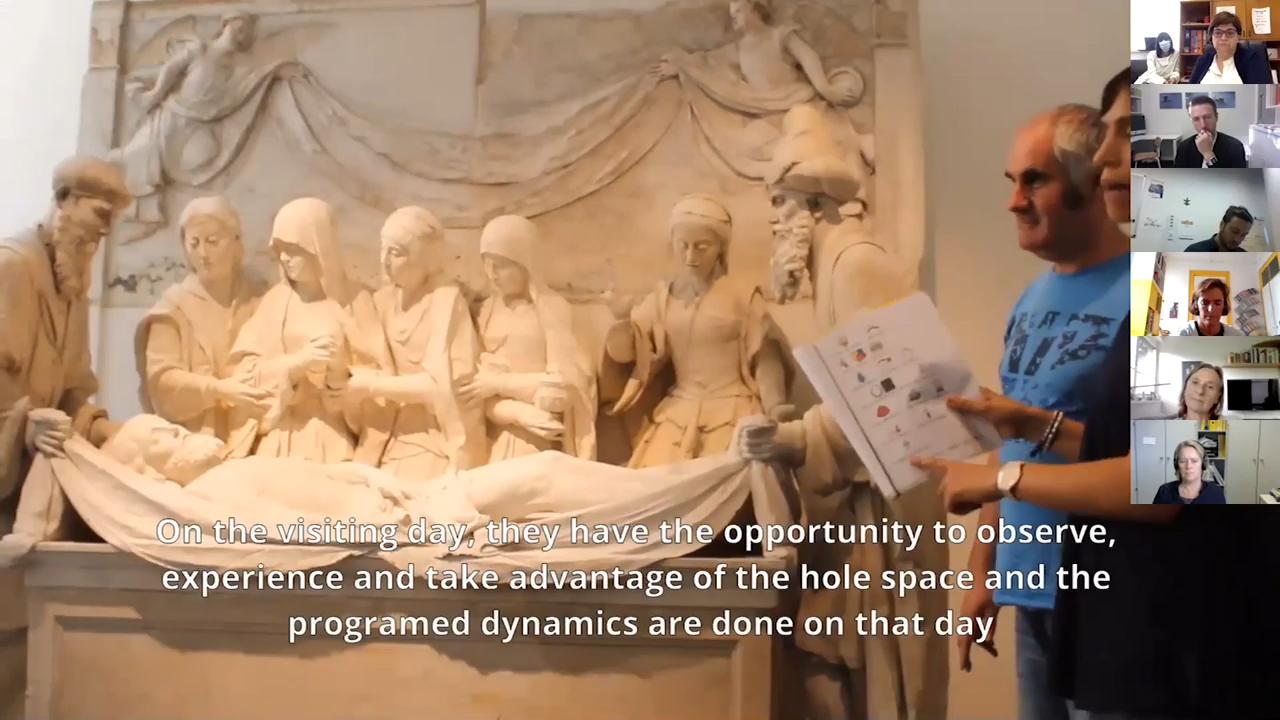 On the visiting day, they have the opportunity to observe,
experience and take advantage of the hole space and the
programed dynamics are done on that day